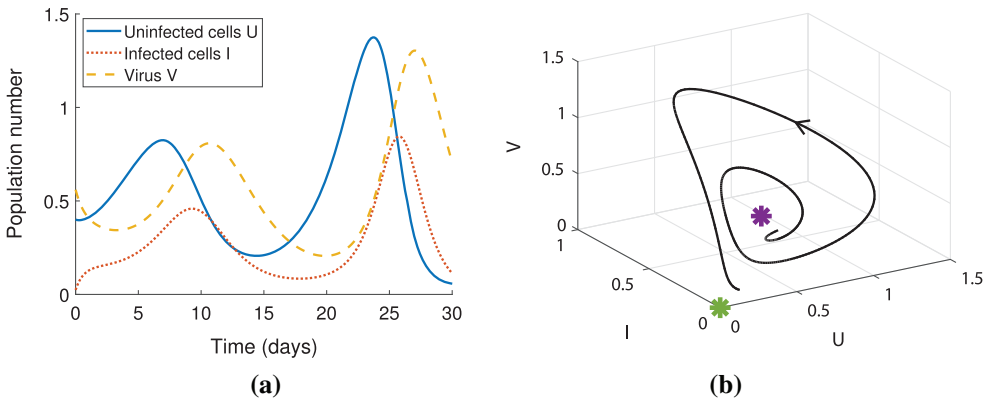 1.5
1
0.5
0
Population number
Uninfected cells U
Infected cells I
Virus V
0 5 10 15 20 25 30
Time (days)
(a)
1.5
1
0.5
0
V
1
0.5
0
I
0
0.5
1
1.5
U
(b)